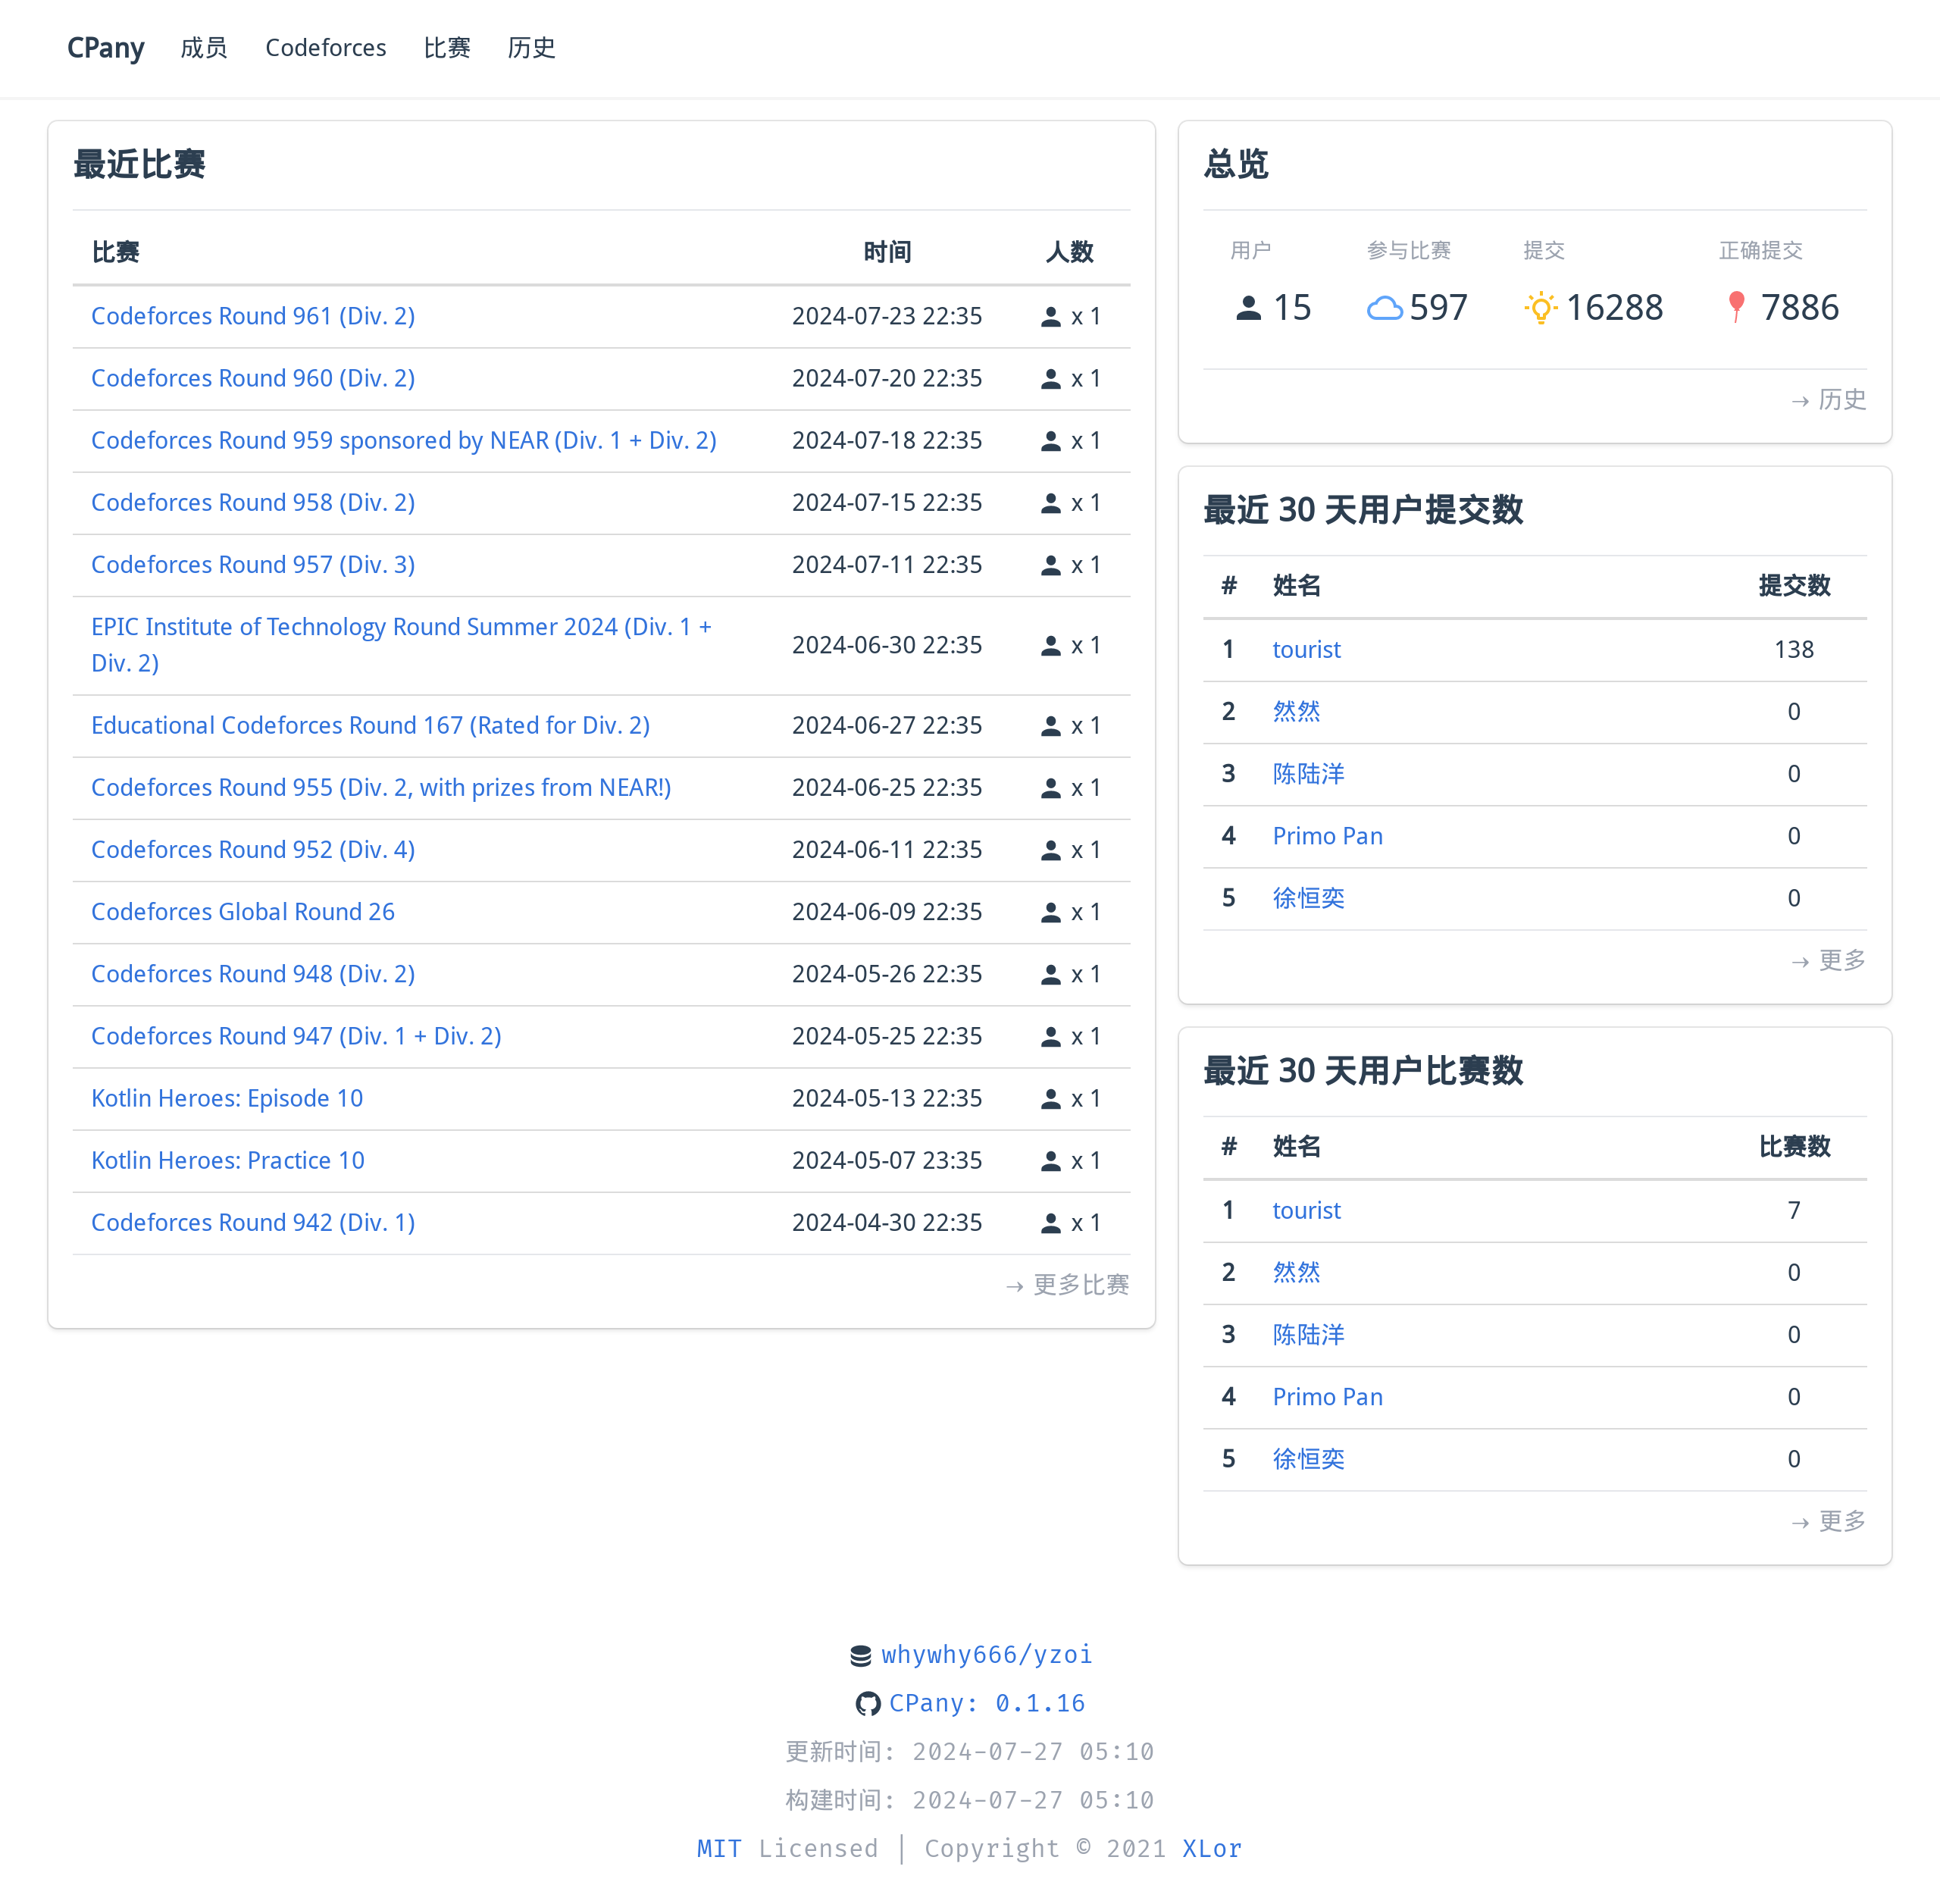 CPany 成员 Codeforces 比赛 历史
最近比赛
比赛 时间 人数
Codeforces Round 961 (Div. 2) 2024-07-23 22:35 x 1
Codeforces Round 960 (Div. 2) 2024-07-20 22:35 x 1
Codeforces Round 959 sponsored by NEAR (Div. 1 + Div. 2) 2024-07-18 22:35 x 1
Codeforces Round 958 (Div. 2) 2024-07-15 22:35 x 1
Codeforces Round 957 (Div. 3) 2024-07-11 22:35 x 1
EPIC Institute of Technology Round Summer 2024 (Div. 1 +
Div. 2) 2024-06-30 22:35 x 1
Educational Codeforces Round 167 (Rated for Div. 2) 2024-06-27 22:35 x 1
Codeforces Round 955 (Div. 2, with prizes from NEAR!) 2024-06-25 22:35 x 1
Codeforces Round 952 (Div. 4) 2024-06-11 22:35 x 1
Codeforces Global Round 26 2024-06-09 22:35 x 1
Codeforces Round 948 (Div. 2) 2024-05-26 22:35 x 1
Codeforces Round 947 (Div. 1 + Div. 2) 2024-05-25 22:35 x 1
Kotlin Heroes: Episode 10 2024-05-13 22:35 x 1
Kotlin Heroes: Practice 10 2024-05-07 23:35 x 1
Codeforces Round 942 (Div. 1) 2024-04-30 22:35 x 1
→ 更多比赛
总览
用户 参与比赛 提交 正确提交
15 597 16288 7886
→ 历史
最近 30 天用户提交数
# 姓名 提交数
1 tourist 138
2 然然 0
3 陈陆洋 0
4 Primo Pan 0
5 徐恒奕 0
→ 更多
最近 30 天用户比赛数
# 姓名 比赛数
1 tourist 7
2 然然 0
3 陈陆洋 0
4 Primo Pan 0
5 徐恒奕 0
→ 更多
whywhy666/yzoi
CPany: 0.1.16
更新时间: 2024-07-27 05:10
构建时间: 2024-07-27 05:10
MIT Licensed | Copyright © 2021 XLor